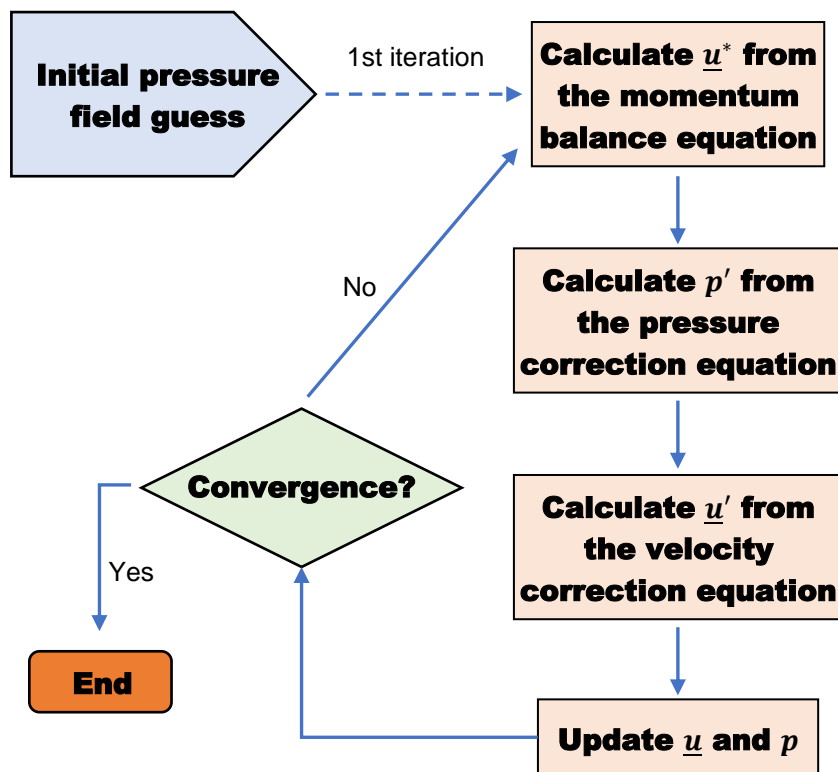 Initial pressure
field guess
1st iteration
Calculate u* from
the momentum
balance equation
Calculate p′ from
the pressure
correction equation
No
Convergence?
Calculate u′ from
the velocity
correction equation
Yes
End
Update u and p